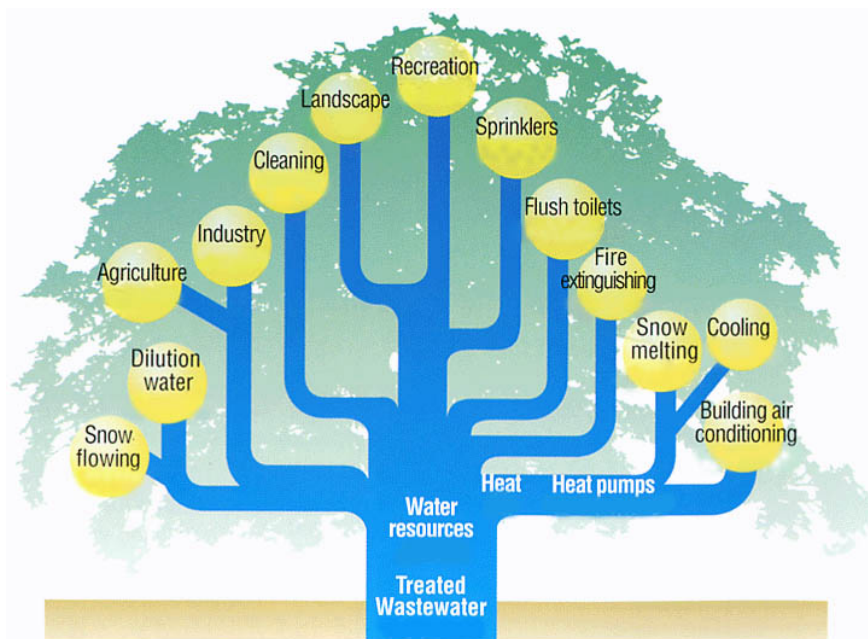 Recreation
Landscape
Sprinklers
Cleaning
Flush toilets
Industry
Fire
extinguishing
Agriculture
Snow
melting
Cooling
Dilution
water
Building air
conditioning
Snow
flowing
Heat
Heat pumps
Water
resources
Treated
Wastewater